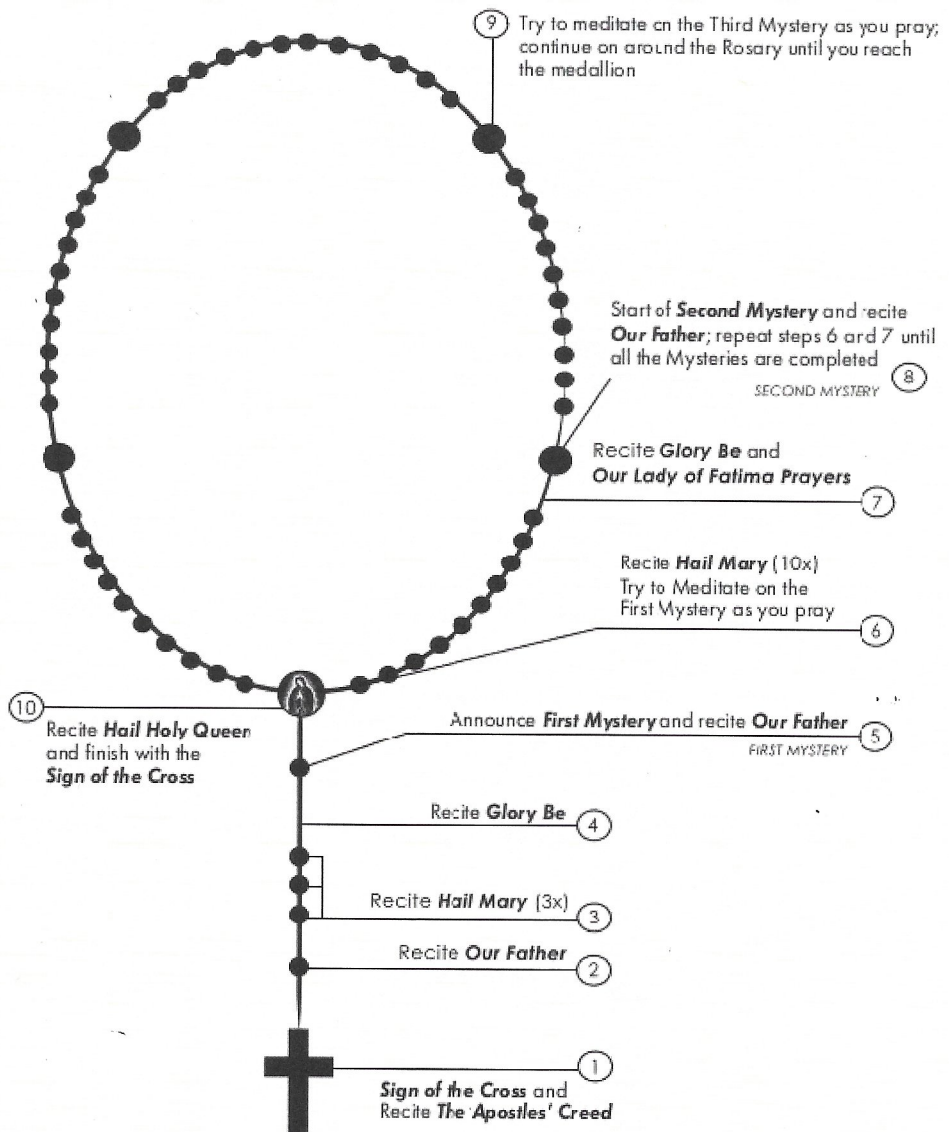 9 Try to meditate on the Third Mystery as you pray;
continue on around the Rosary until you reach
the medallion
Start of Second Mystery and recite
Our Father; repeat steps 6 and 7 until
all the Mysteries are completed
8
SECOND MYSTERY
Recite Glory Be and
Our Lady of Fatima Prayers
7
Recite Hail Mary (10x)
Try to Meditate on the
First Mystery as you pray
6
10
Recite Hail Holy Queen
and finish with the
Sign of the Cross
Announce First Mystery and recite Our Father
5
FIRST MYSTERY
Recite Glory Be
4
Recite Hail Mary (3x)
3
Recite Our Father
2
1
Sign of the Cross and
Recite The Apostles' Creed